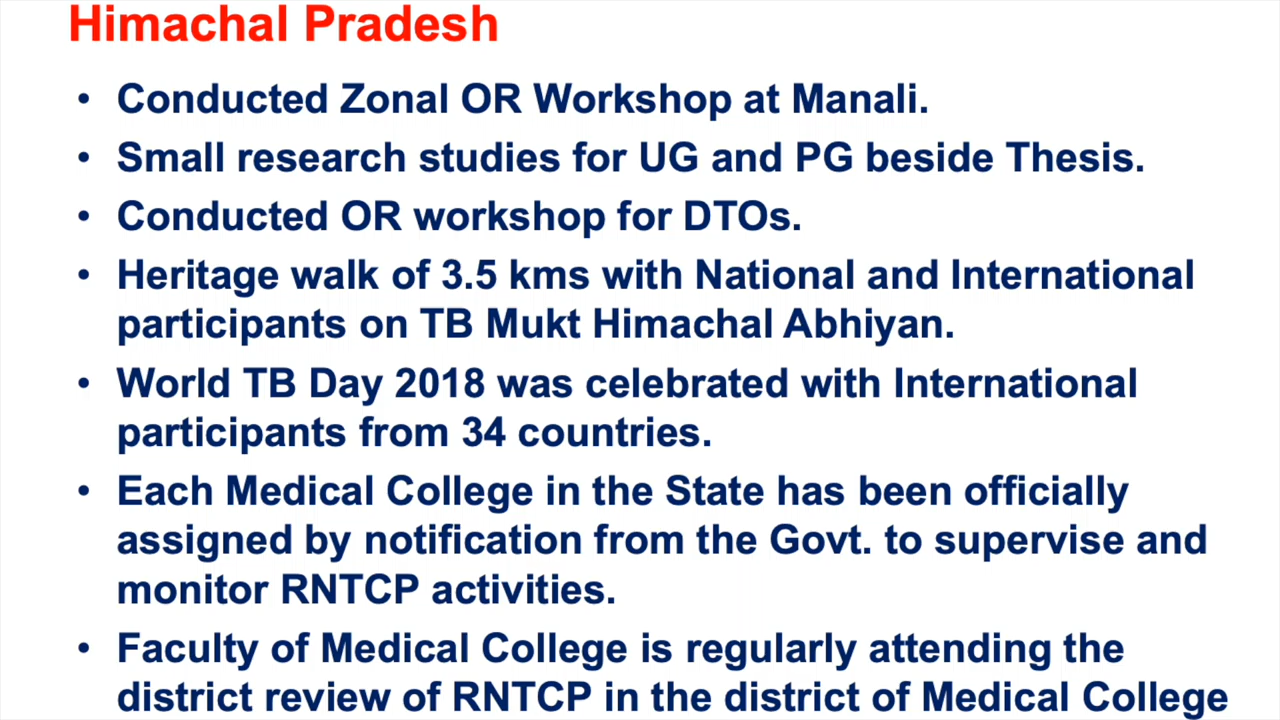 Himachal Pradesh
• Conducted Zonal OR Workshop at Manali.
• Small research studies for UG and PG beside Thesis.
• Conducted OR workshop for DTOs.
• Heritage walk of 3.5 kms with National and International
participants on TB Mukt Himachal Abhiyan.
• World TB Day 2018 was celebrated with International
participants from 34 countries.
• Each Medical College in the State has been officially
assigned by notification from the Govt. to supervise and
monitor RNTCP activities.
• Faculty of Medical College is regularly attending the
district review of RNTCP in the district of Medical College